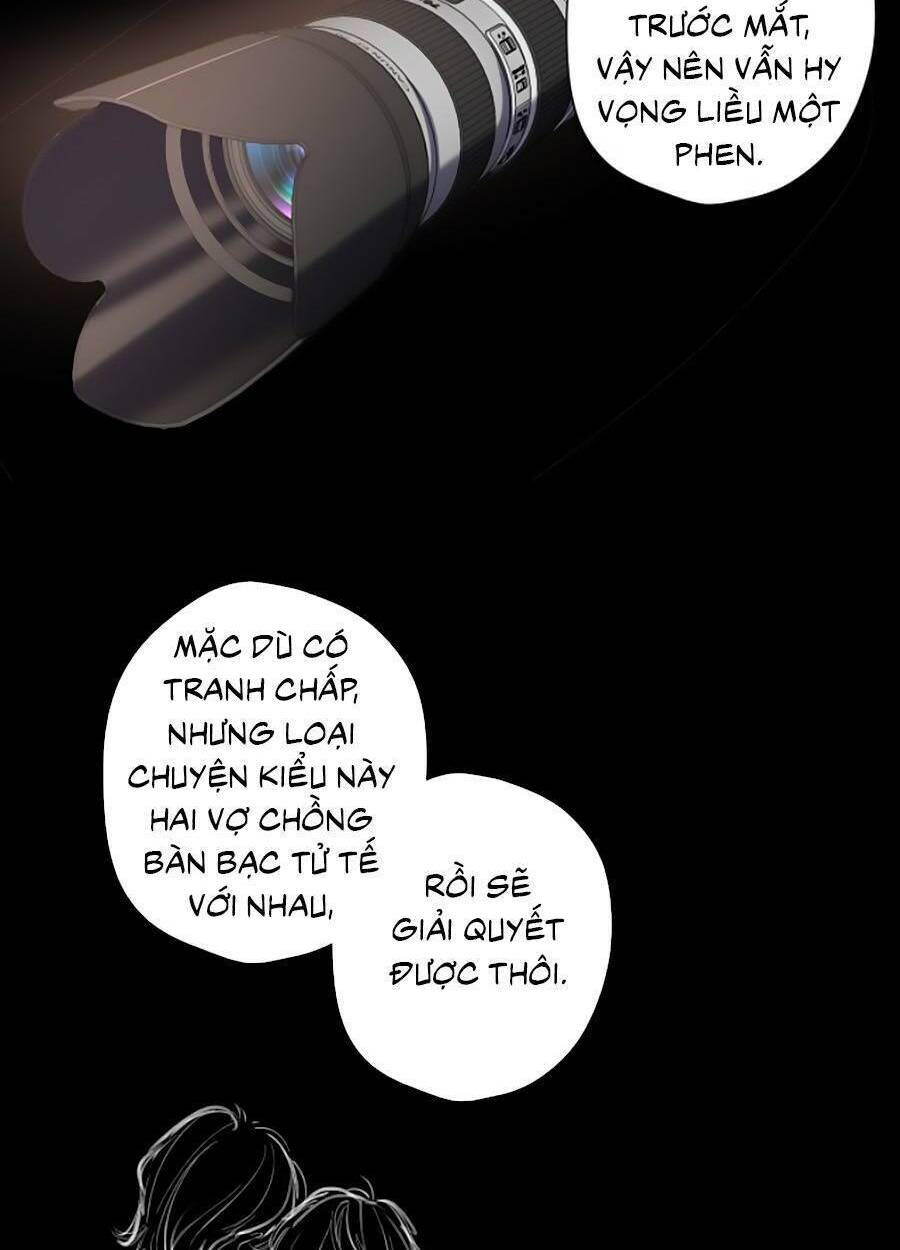 TRƯỚC MẮT,
VẬY NÊN VẪN HY
VỌNG LIỀU MỘT
PHEN.
MẶC DÙ CÓ
TRANH CHẤP,
NHƯNG LOẠI
CHUYỆN KIỂU NÀY
HAI VỢ CHỒNG
BÀN BẠC TỬ TẾ
VỚI NHAU,
RỒI SẼ
GIẢI QUYẾT
ĐƯỢC THÔI.